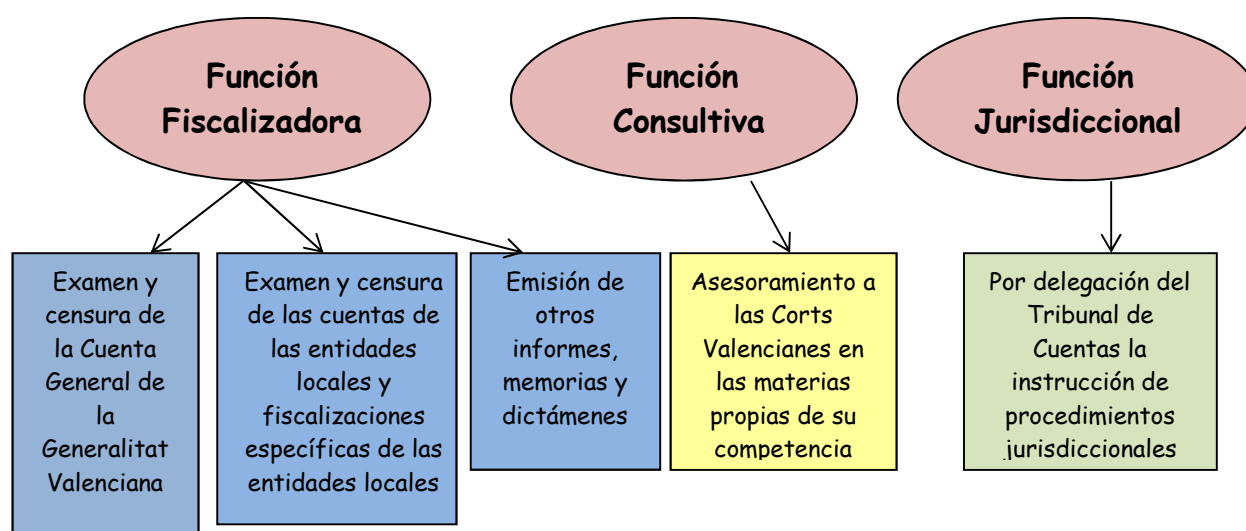 Función
Fiscalizadora
Función
Consultiva
Función
Jurisdiccional
Examen y
censura de
la Cuenta
General de
la
Generalitat
Valenciana
Examen y censura
de las cuentas de
las entidades
locales y
fiscalizaciones
específicas de las
entidades locales
Emisión de
otros
informes,
memorias y
dictámenes
Asesoramiento a
las Corts
Valencianes en
las materias
propias de su
competencia
Por delegación del
Tribunal de
Cuentas la
instrucción de
procedimientos
jurisdiccionales